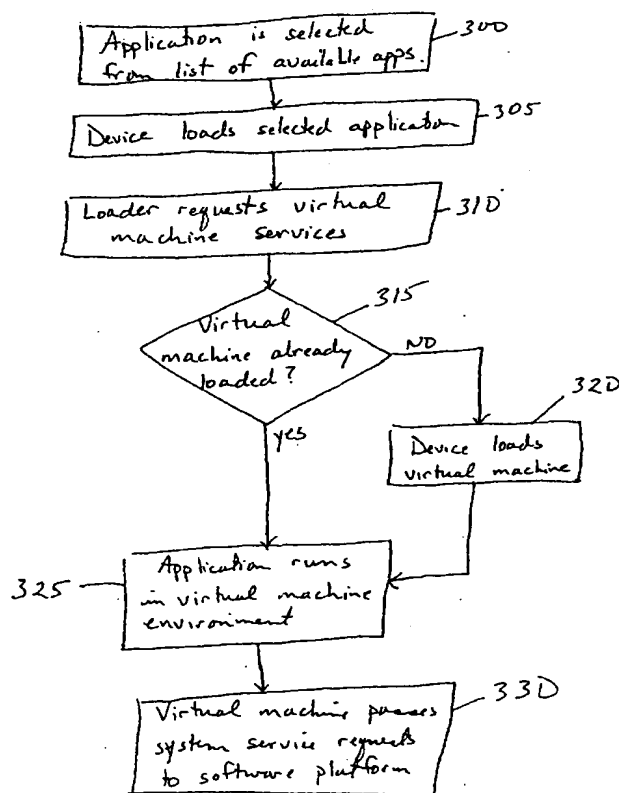 Application is selected
from list of available apps.
300
Device loads selected application
305
Loader requests virtual
machine services
310
Virtual
machine already
loaded?
315
NO
yes
Device loads
virtual machine
320
Application runs
in virtual machine
environment
325
Virtual machine passes
system service requests
to software platform
330